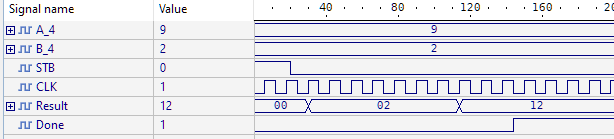 Signal name Value 40 80 120 160 20
A_4 9 9
B_4 2 2
STB 0
CLK 1
Result 12 00 02 12
Done 1